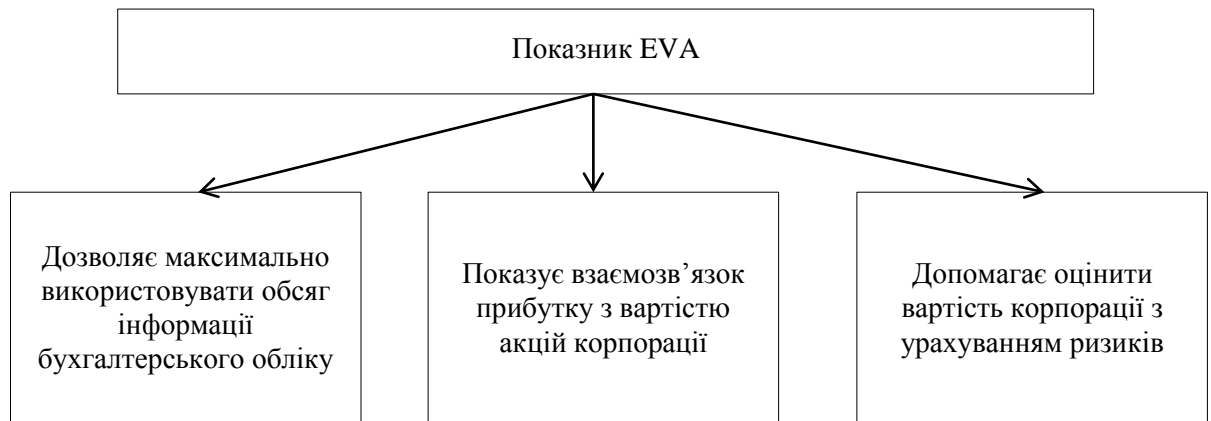 Показник EVA
Дозволяє максимально
використовувати обсяг
інформації
бухгалтерського обліку
Показує взаємозв’язок
прибутку з вартістю
акцій корпорації
Допомагає оцінити
вартість корпорації з
урахуванням ризиків